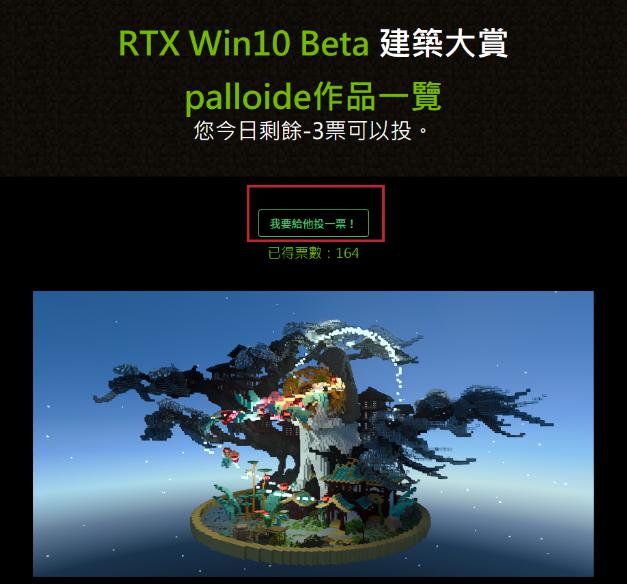 RTX Win10 Beta 建築大賞
palloide作品一覽
您今日剩餘-3票可以投。
我要給他投一票！
已得票數：164